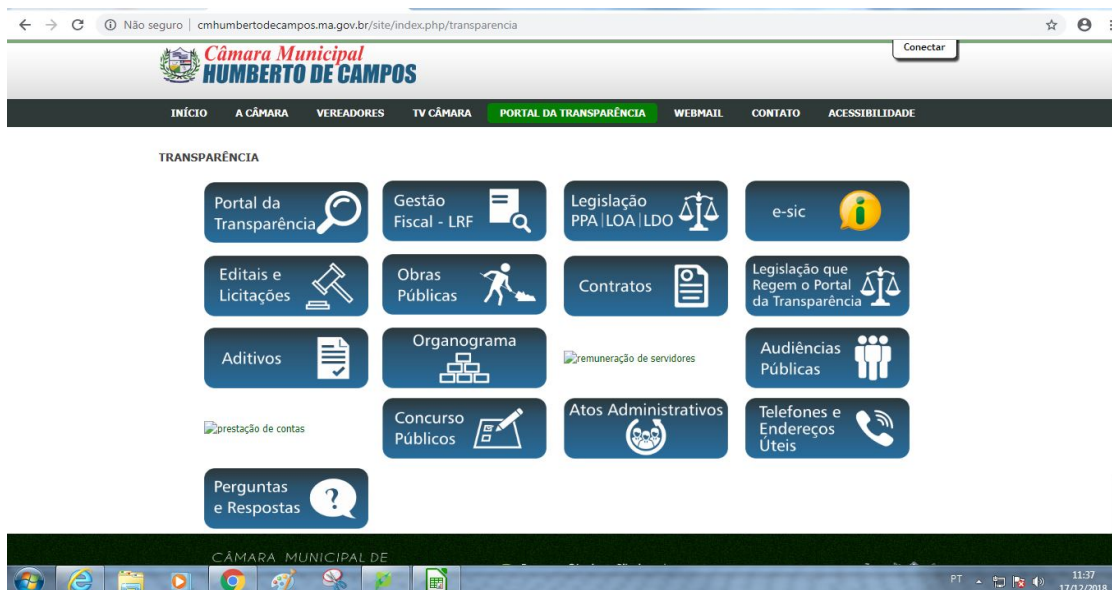 Não seguro | cmhumbertodecampos.ma.gov.br/site/index.php/transparencia
Câmara Municipal
HUMBERTO DE CAMPOS
Conectar
INÍCIO A CÂMARA VEREADORES TV CÂMARA PORTAL DA TRANSPARÊNCIA WEBMAIL CONTATO ACESSIBILIDADE
TRANSPARÊNCIA
Portal da
Transparência
Gestão
Fiscal - LRF
Legislação
PPA|LOA|LDO
e-sic
Editais e
Licitações
Obras
Públicas
Contratos
Legislação que
Regem o Portal
da Transparência
Aditivos
Organograma
remuneração de servidores
Audiências
Públicas
prestação de contas
Concurso
Públicos
Atos Administrativos
Telefones e
Endereços
Úteis
Perguntas
e Respostas
CÂMARA MUNICIPAL DE
PT
11:37
17/12/2018